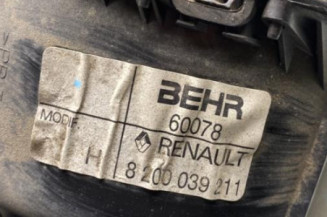 BEHR
60078
MODIF.
RENAULT
H
8 200 039 211